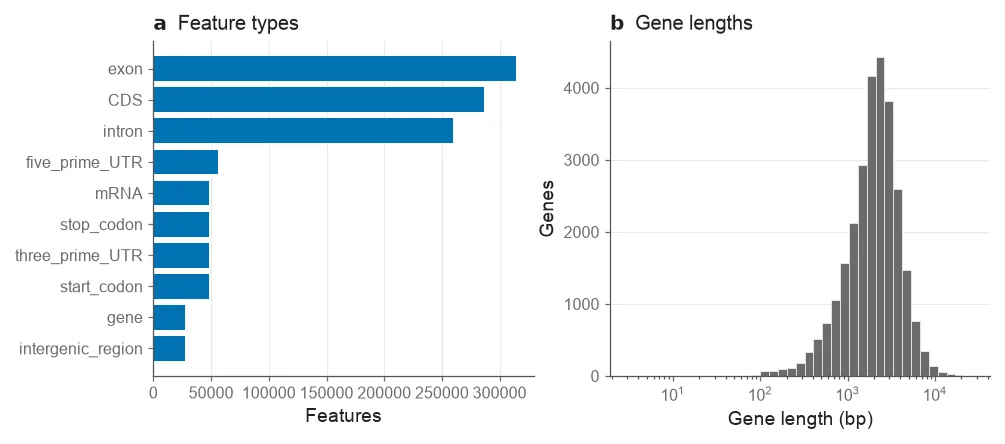 a Feature types
exon
CDS
intron
five_prime_UTR
mRNA
stop_codon
three_prime_UTR
start_codon
gene
intergenic_region
0 50000 100000 150000 200000 250000 300000
Features
b Gene lengths
4000
3000
2000
1000
0
Genes
10¹ 10² 10³ 10⁴
Gene length (bp)